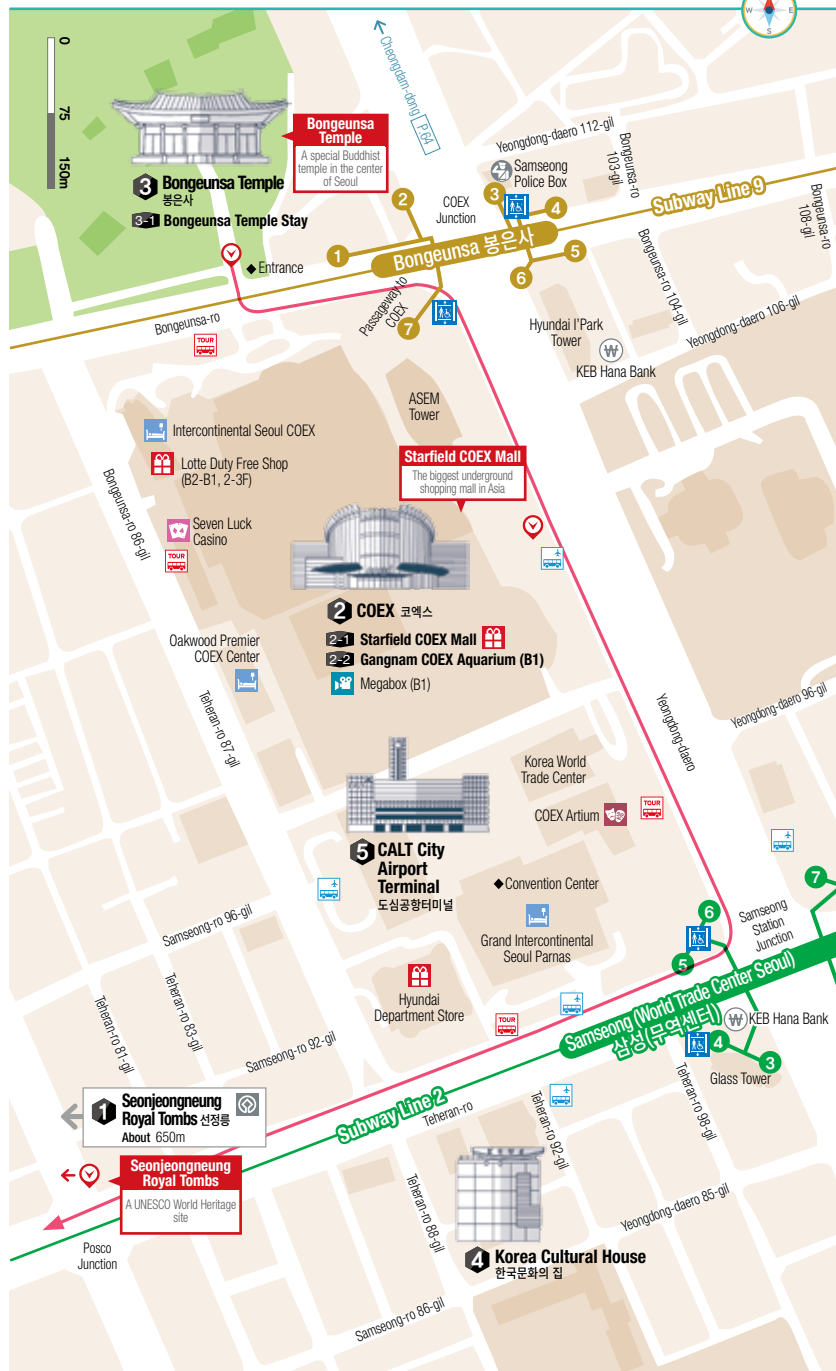 W
E
S
0
75
150m
← Cheongdam-dong P.64
Yeongdong-daero 112-gil
Bongeunsa-ro
103-gil
Bongeunsa
Temple
A special Buddhist
temple in the center
of Seoul
3 Bongeunsa Temple
봉은사
3-1 Bongeunsa Temple Stay
Samseong
Police Box
COEX
Junction
2
3
4
Subway Line 9
Bongeunsa-ro
108-gil
1
Bongeunsa 봉은사
5
6
Entrance
Passageway to
COEX
7
Bongeunsa-ro 104-gil
Bongeunsa-ro
TOUR
Hyundai I'Park
Tower
Yeongdong-daero 106-gil
₩
KEB Hana Bank
ASEM
Tower
Intercontinental Seoul COEX
Lotte Duty Free Shop
(B2-B1, 2-3F)
Starfield COEX Mall
The biggest underground
shopping mall in Asia
Bongeunsa-ro 86-gil
Seven Luck
Casino
TOUR
2 COEX 코엑스
2-1 Starfield COEX Mall
2-2 Gangnam COEX Aquarium (B1)
Megabox (B1)
Oakwood Premier
COEX Center
Teheran-ro 87-gil
Yeongdong-daero
Yeongdong-daero 96-gil
Korea World
Trade Center
COEX Artium
TOUR
5 CALT City
Airport
Terminal
도심공항터미널
Convention Center
7
6
Samseong
Station
Junction
Samseong-ro 96-gil
Grand Intercontinental
Seoul Parnas
5
Hyundai
Department Store
TOUR
Samseong (World Trade Center Seoul)
삼성(무역센터)
₩
KEB Hana Bank
4
3
Glass Tower
Teheran-ro 81-gil
Teheran-ro 83-gil
Samseong-ro 92-gil
1 Seonjeongneung
Royal Tombs 선정릉
About 650m
Subway Line 2
Teheran-ro
Teheran-ro 92-gil
Teheran-ro 98-gil
Seonjeongneung
Royal Tombs
A UNESCO World Heritage
site
Teheran-ro 88-gil
Yeongdong-daero 85-gil
Posco
Junction
4 Korea Cultural House
한국문화의 집
Samseong-ro 86-gil